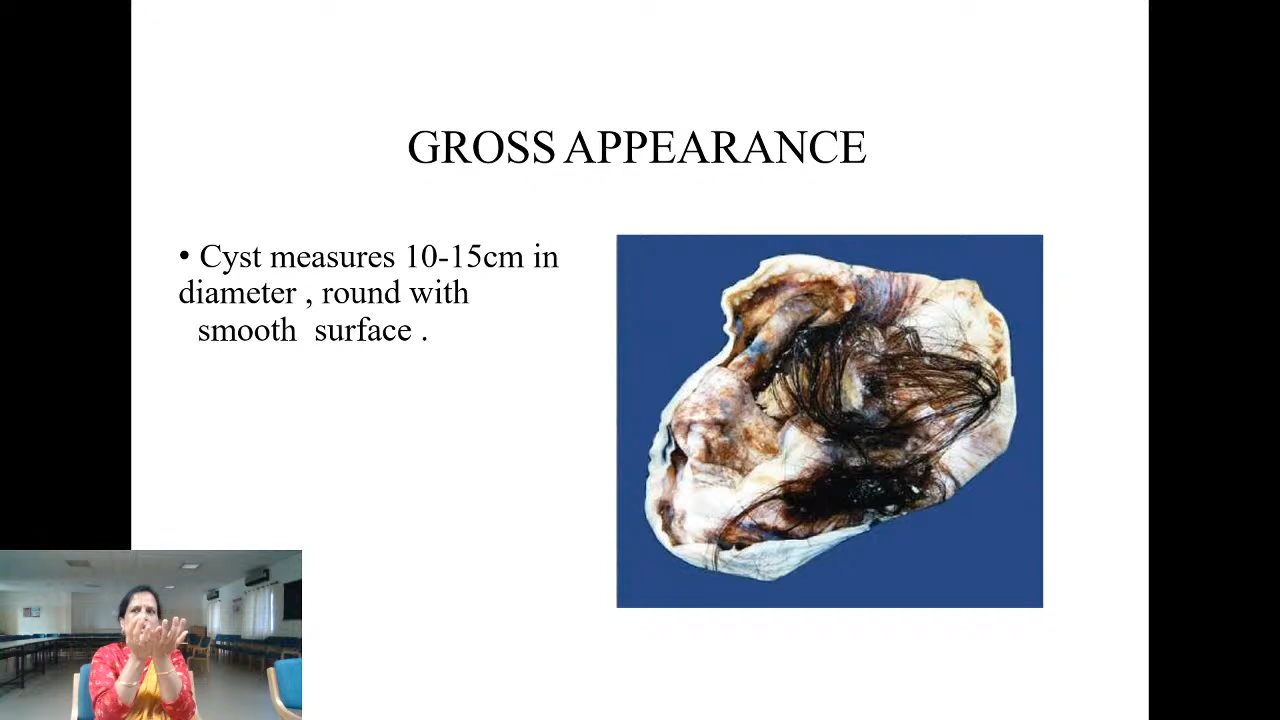 GROSS APPEARANCE
• Cyst measures 10-15cm in
diameter , round with
smooth surface .